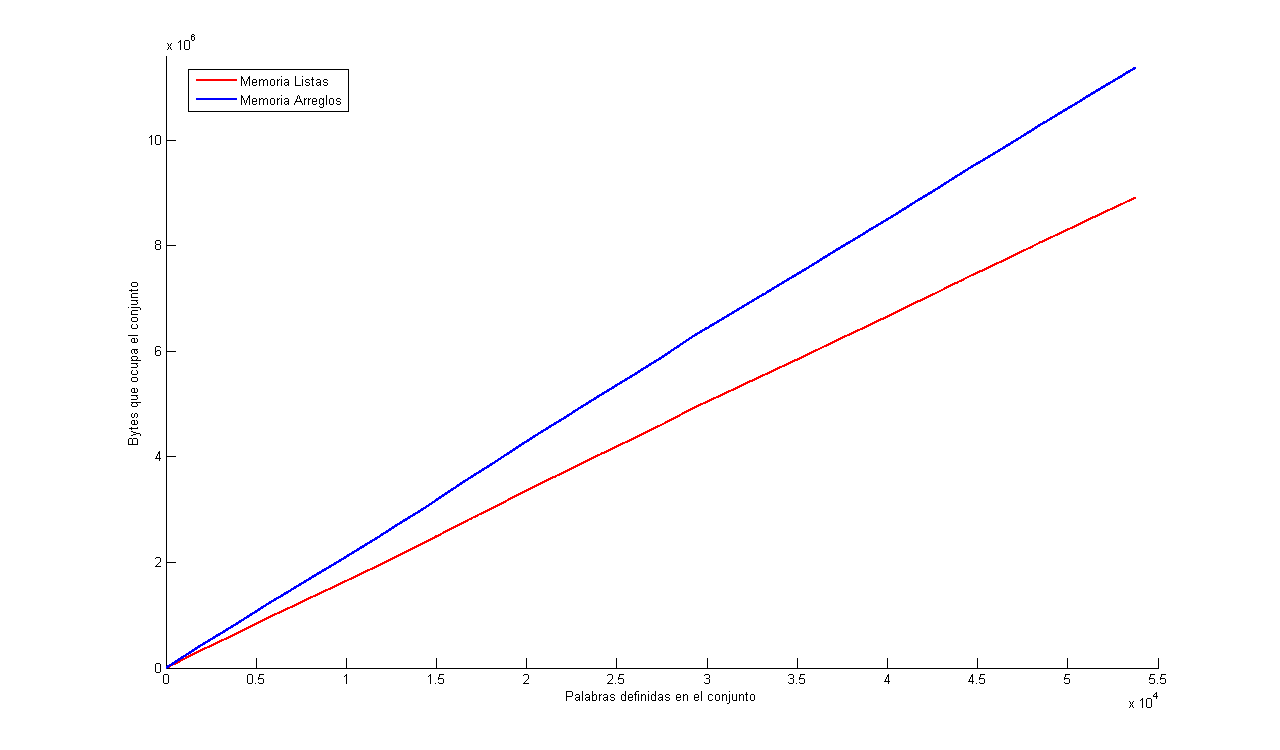 x 10^6
Memoria Listas
Memoria Arreglos
10
8
6
4
2
0
Bytes que ocupa el conjunto
0 0.5 1 1.5 2 2.5 3 3.5 4 4.5 5 5.5
Palabras definidas en el conjunto
x 10^4